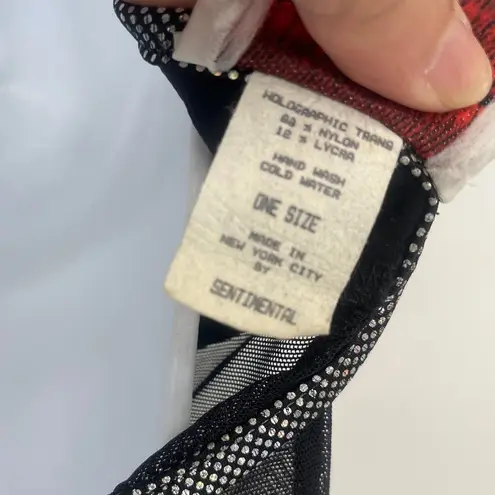 HOLOGRAPHIC TRANS
88 % NYLON
12 % LYCRA
HAND WASH
COLD WATER
ONE SIZE
MADE IN
NEW YORK CITY
BY
SENTIMENTAL